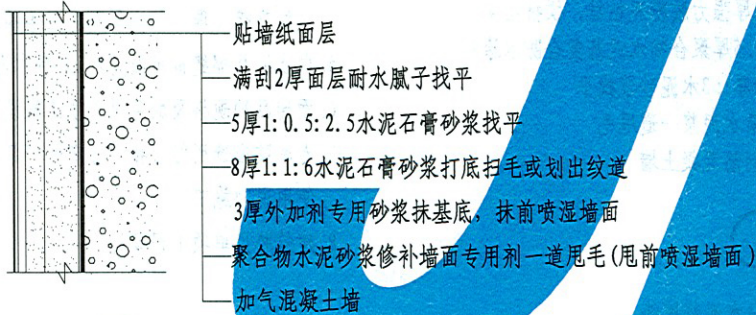 贴墙纸面层
满刮2厚面层耐水腻子找平
5厚1:0.5:2.5水泥石膏砂浆找平
8厚1:1:6水泥石膏砂浆打底扫毛或划出纹道
3厚外加剂专用砂浆抹基底，抹前喷湿墙面
聚合物水泥砂浆修补墙面专用剂一道甩毛(甩前喷湿墙面)
加气混凝土墙